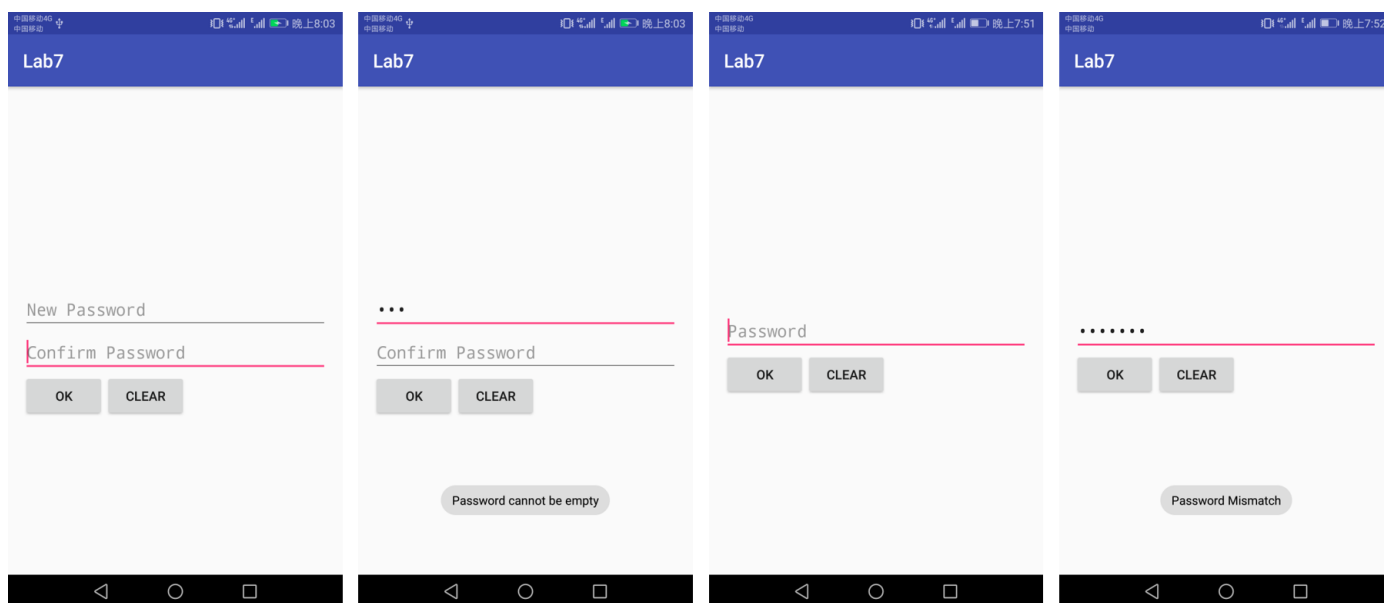 中国移动4G
中国移动
晚上8:03
Lab7
New Password
Confirm Password
OK CLEAR
中国移动4G
中国移动
晚上8:03
Lab7
•••
Confirm Password
OK CLEAR
Password cannot be empty
中国移动4G
中国移动
晚上7:51
Lab7
Password
OK CLEAR
中国移动4G
中国移动
晚上7:52
Lab7
•••••••
OK CLEAR
Password Mismatch